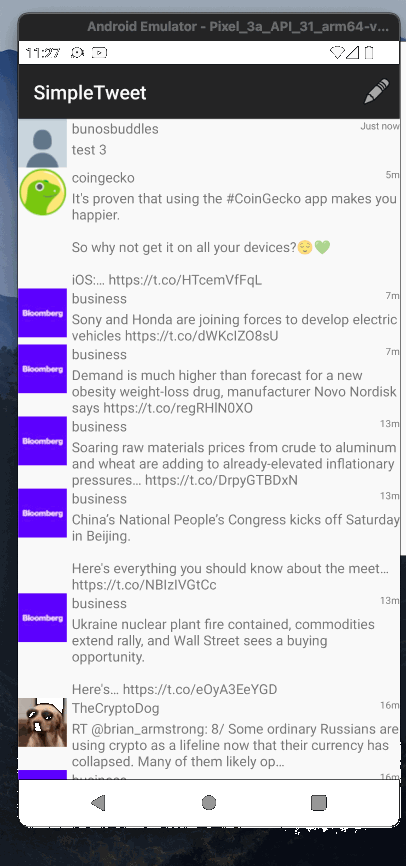 Android Emulator - Pixel_3a_API_31_arm64-v...
11:27
SimpleTweet
bunosbuddles Just now
test 3
coingecko 5m
It's proven that using the #CoinGecko app makes you
happier.
So why not get it on all your devices?😌💚
iOS:… https://t.co/HTcemVfFqL
Bloomberg business 7m
Sony and Honda are joining forces to develop electric
vehicles https://t.co/dWKcIZO8sU
Bloomberg business 7m
Demand is much higher than forecast for a new
obesity weight-loss drug, manufacturer Novo Nordisk
says https://t.co/regRHlN0XO
Bloomberg business 13m
Soaring raw materials prices from crude to aluminum
and wheat are adding to already-elevated inflationary
pressures… https://t.co/DrpyGTBDxN
Bloomberg business 13m
China’s National People’s Congress kicks off Saturday
in Beijing.
Here's everything you should know about the meet…
https://t.co/NBIzIVGtCc
Bloomberg business 13m
Ukraine nuclear plant fire contained, commodities
extend rally, and Wall Street sees a buying
opportunity.
Here's… https://t.co/eOyA3EeYGD
TheCryptoDog 16m
RT @brian_armstrong: 8/ Some ordinary Russians are
using crypto as a lifeline now that their currency has
collapsed. Many of them likely op…
business 16m